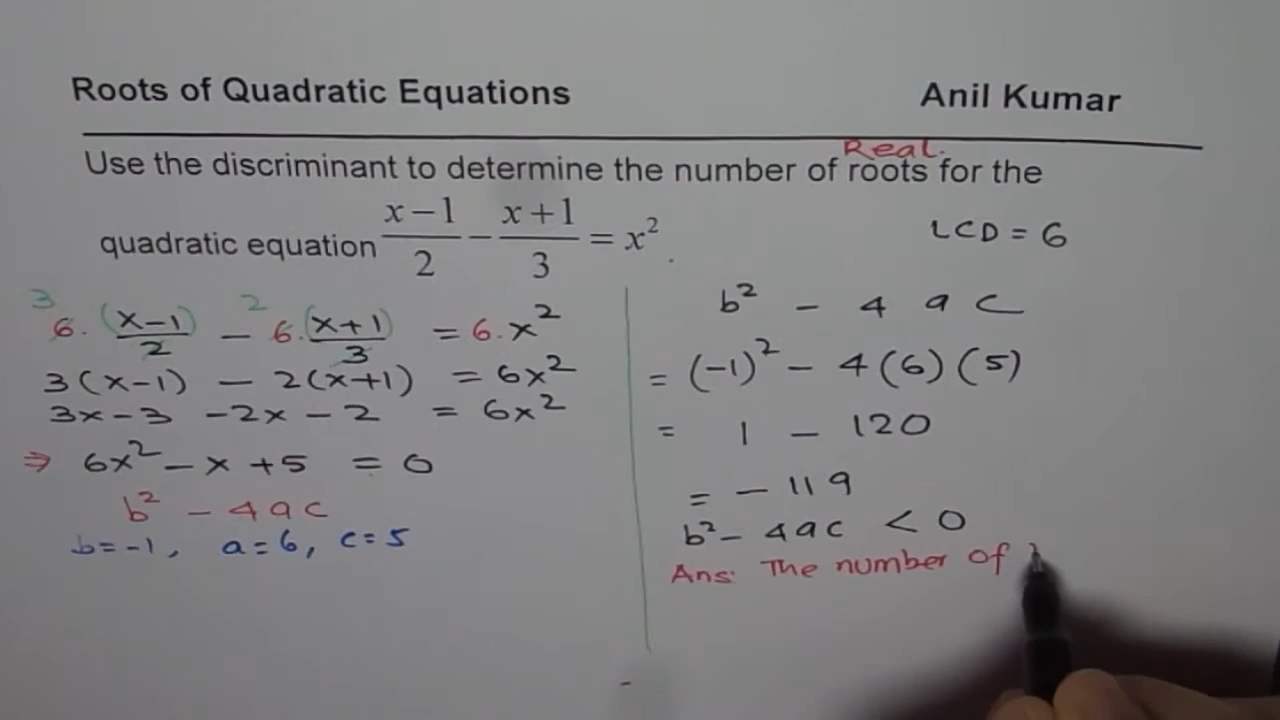 Roots of Quadratic Equations Anil Kumar
Real.
Use the discriminant to determine the number of roots for the
quadratic equation (x−1)/2 − (x+1)/3 = x².
LCD = 6
3 6.(x−1)/2 − 2 6.(x+1)/3 = 6.x²
3(x−1) − 2(x+1) = 6x²
3x−3 −2x−2 = 6x²
⇒ 6x²−x+5 = 0
b² − 4ac
b=−1, a=6, c=5
b² − 4ac
= (−1)² − 4(6)(5)
= 1 − 120
= −119
b²− 4ac < 0
Ans: The number of